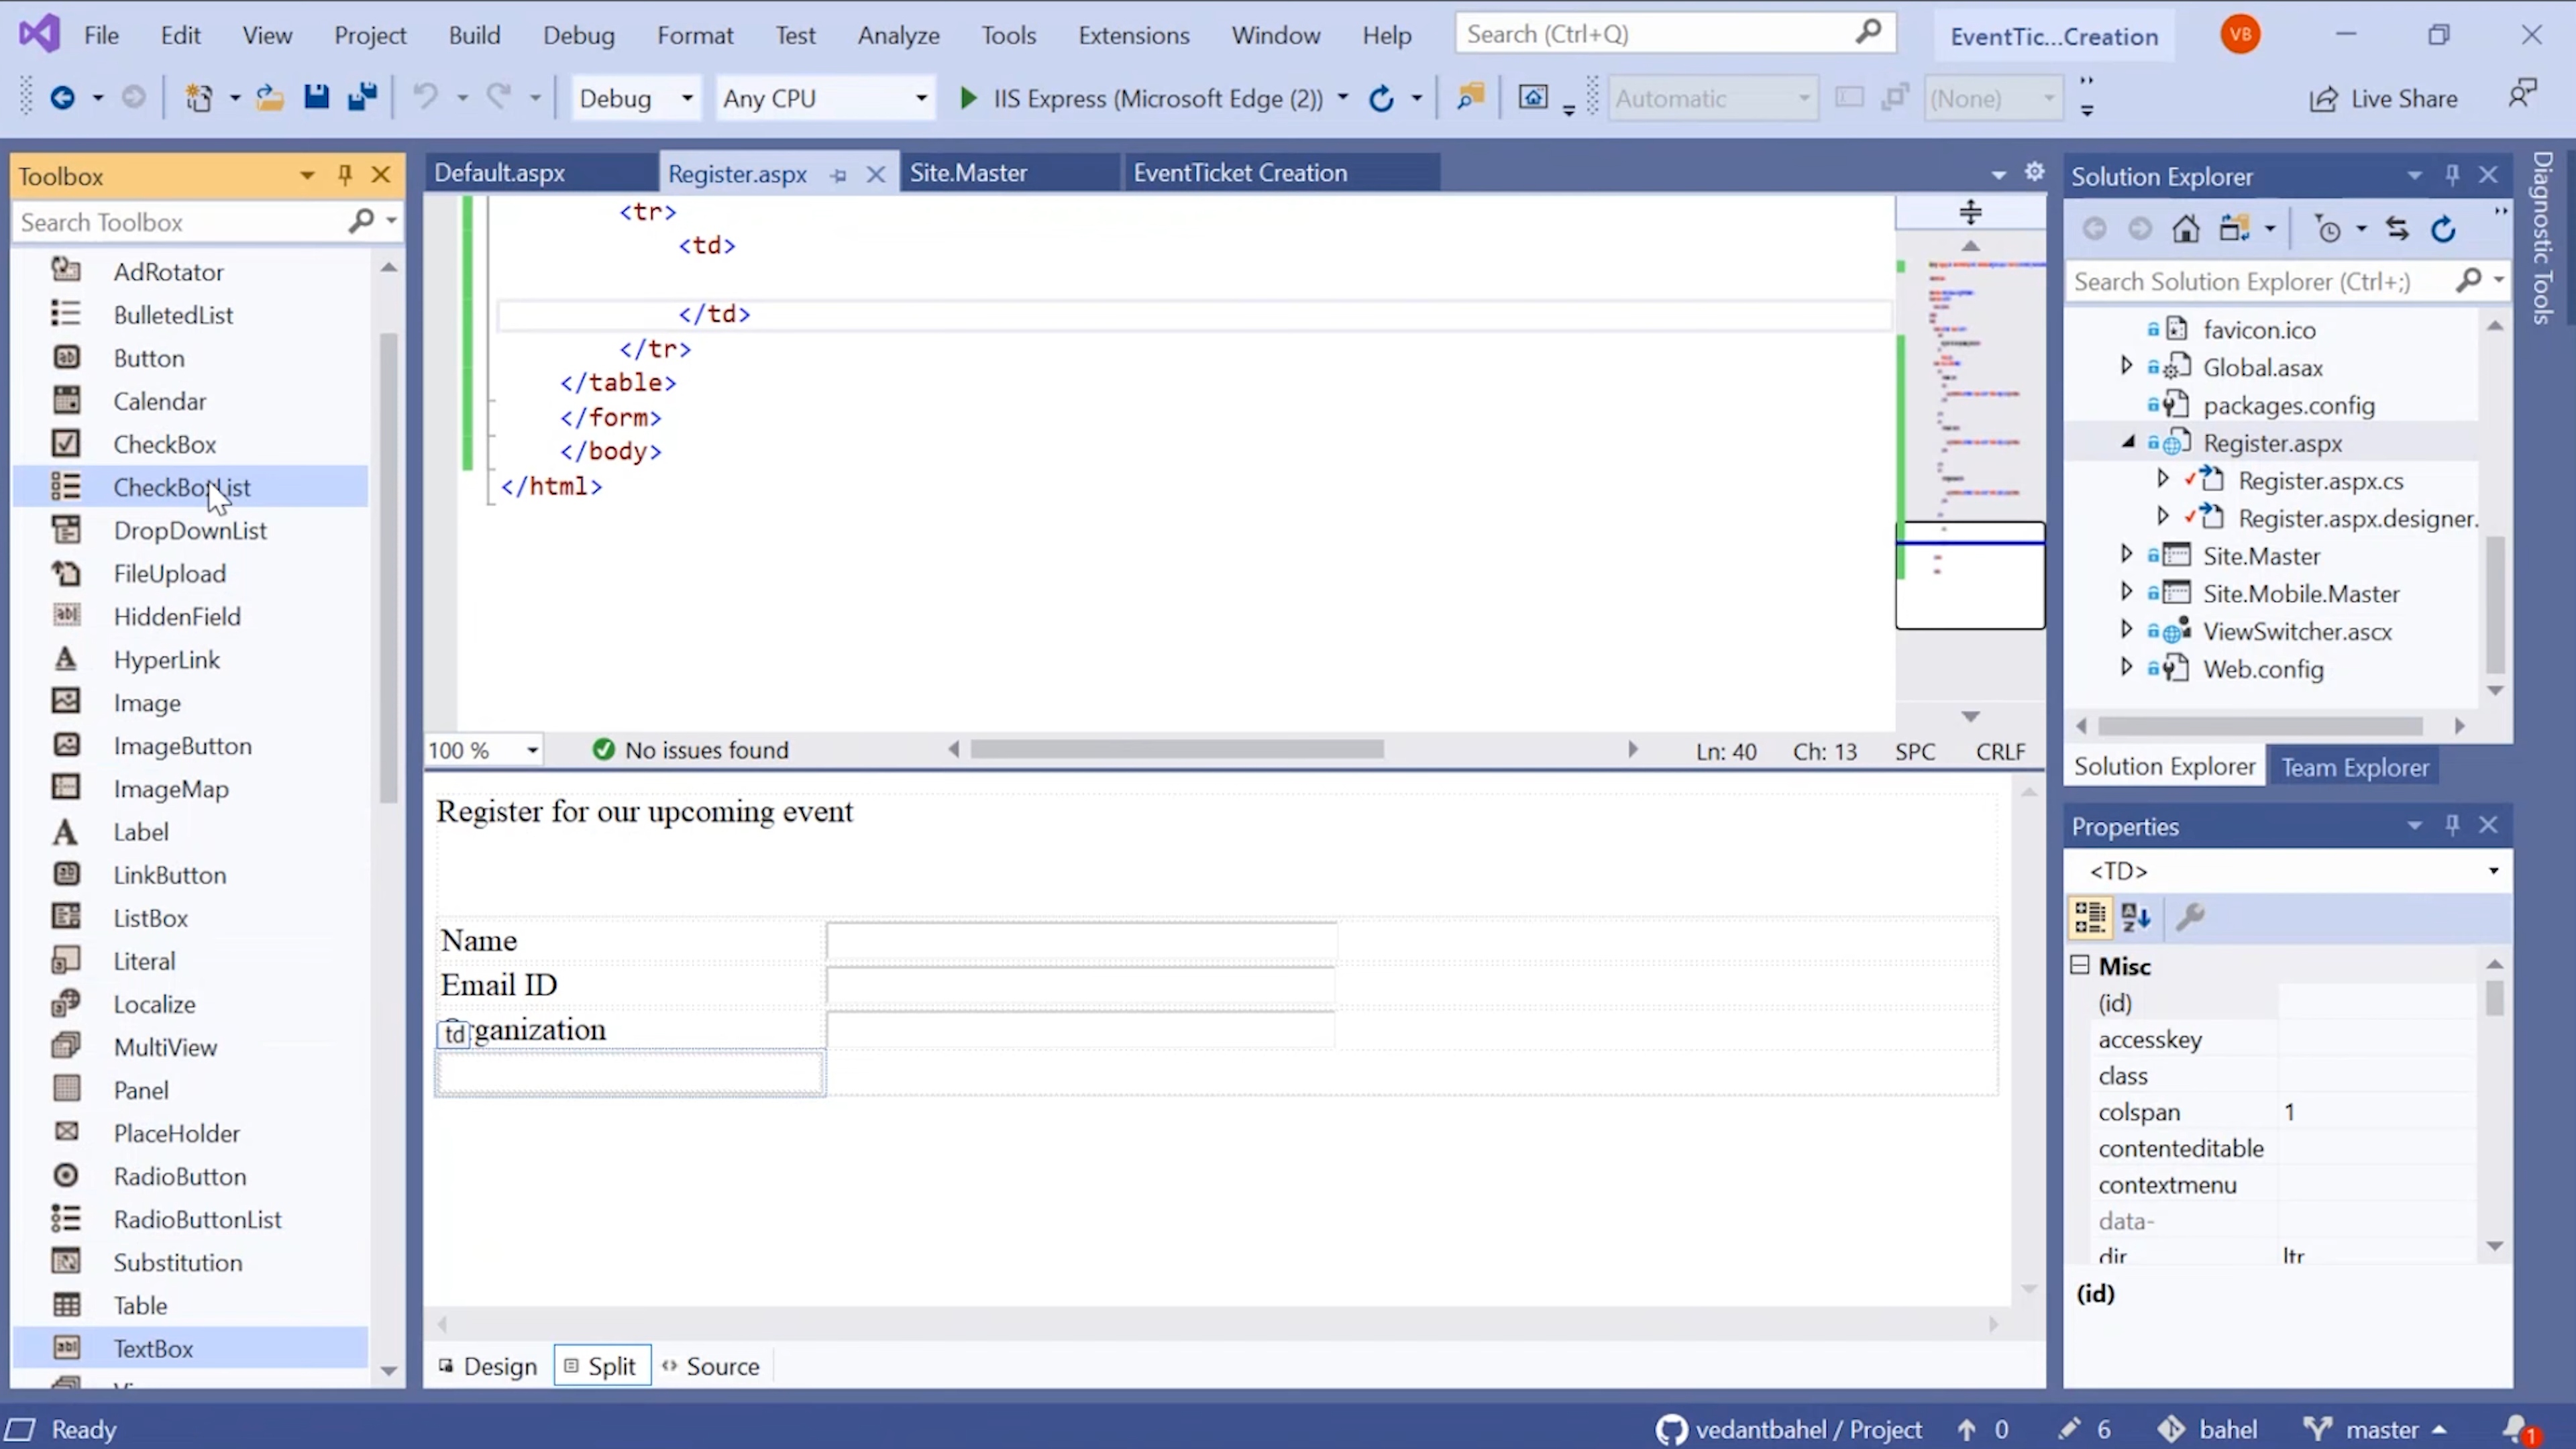 File Edit View Project Build Debug Format Test Analyze Tools Extensions Window Help Search (Ctrl+Q) EventTic...Creation VB
Debug Any CPU IIS Express (Microsoft Edge (2)) Automatic (None) Live Share
Toolbox
Search Toolbox
AdRotator
BulletedList
Button
Calendar
CheckBox
CheckBoxList
DropDownList
FileUpload
HiddenField
HyperLink
Image
ImageButton
ImageMap
Label
LinkButton
ListBox
Literal
Localize
MultiView
Panel
PlaceHolder
RadioButton
RadioButtonList
Substitution
Table
TextBox
Default.aspx Register.aspx Site.Master EventTicket Creation
<tr>
<td>
</td>
</tr>
</table>
</form>
</body>
</html>
100 % No issues found Ln: 40 Ch: 13 SPC CRLF
Register for our upcoming event
Name
Email ID
td rganization
Design Split Source
Solution Explorer
Search Solution Explorer (Ctrl+;)
favicon.ico
Global.asax
packages.config
Register.aspx
Register.aspx.cs
Register.aspx.designer.
Site.Master
Site.Mobile.Master
ViewSwitcher.ascx
Web.config
Solution Explorer Team Explorer
Properties
<TD>
Misc
(id)
accesskey
class
colspan 1
contenteditable
contextmenu
data-
dir ltr
(id)
Diagnostic Tools
Ready vedantbahel / Project 0 6 bahel master 1